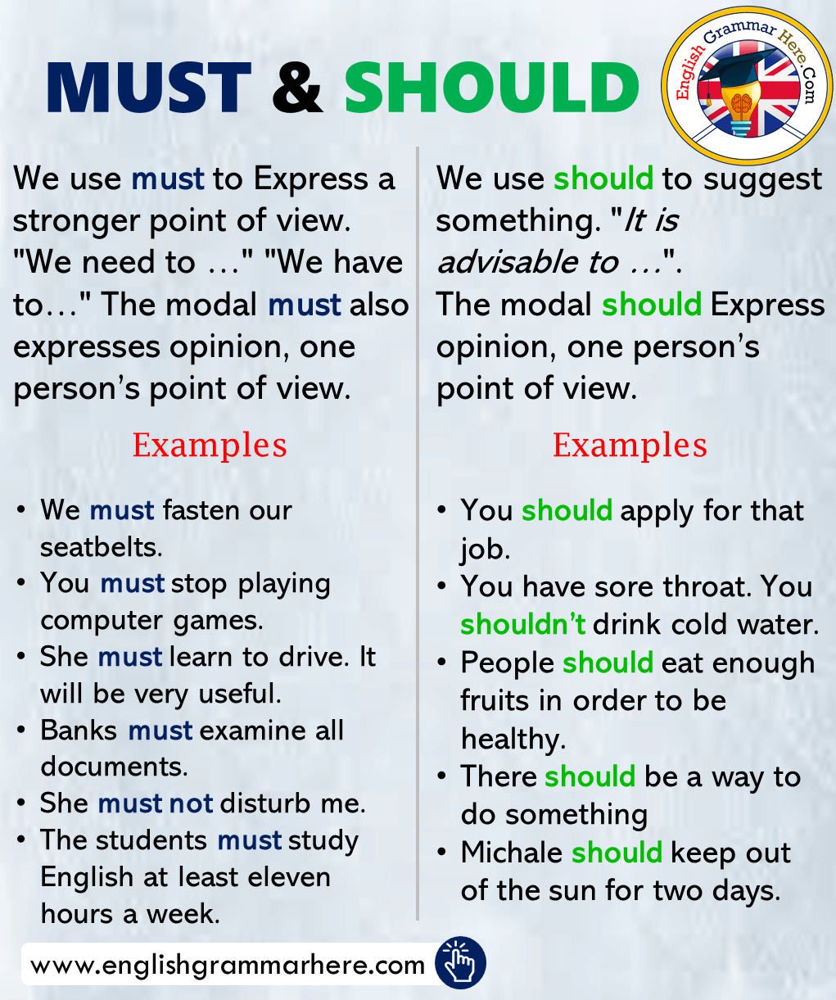 MUST & SHOULD
English Grammar Here.Com
We use must to Express a
stronger point of view.
"We need to …" "We have
to…" The modal must also
expresses opinion, one
person’s point of view.
Examples
• We must fasten our
seatbelts.
• You must stop playing
computer games.
• She must learn to drive. It
will be very useful.
• Banks must examine all
documents.
• She must not disturb me.
• The students must study
English at least eleven
hours a week.
We use should to suggest
something. "It is
advisable to …".
The modal should Express
opinion, one person’s
point of view.
Examples
• You should apply for that
job.
• You have sore throat. You
shouldn’t drink cold water.
• People should eat enough
fruits in order to be
healthy.
• There should be a way to
do something
• Michale should keep out
of the sun for two days.
www.englishgrammarhere.com